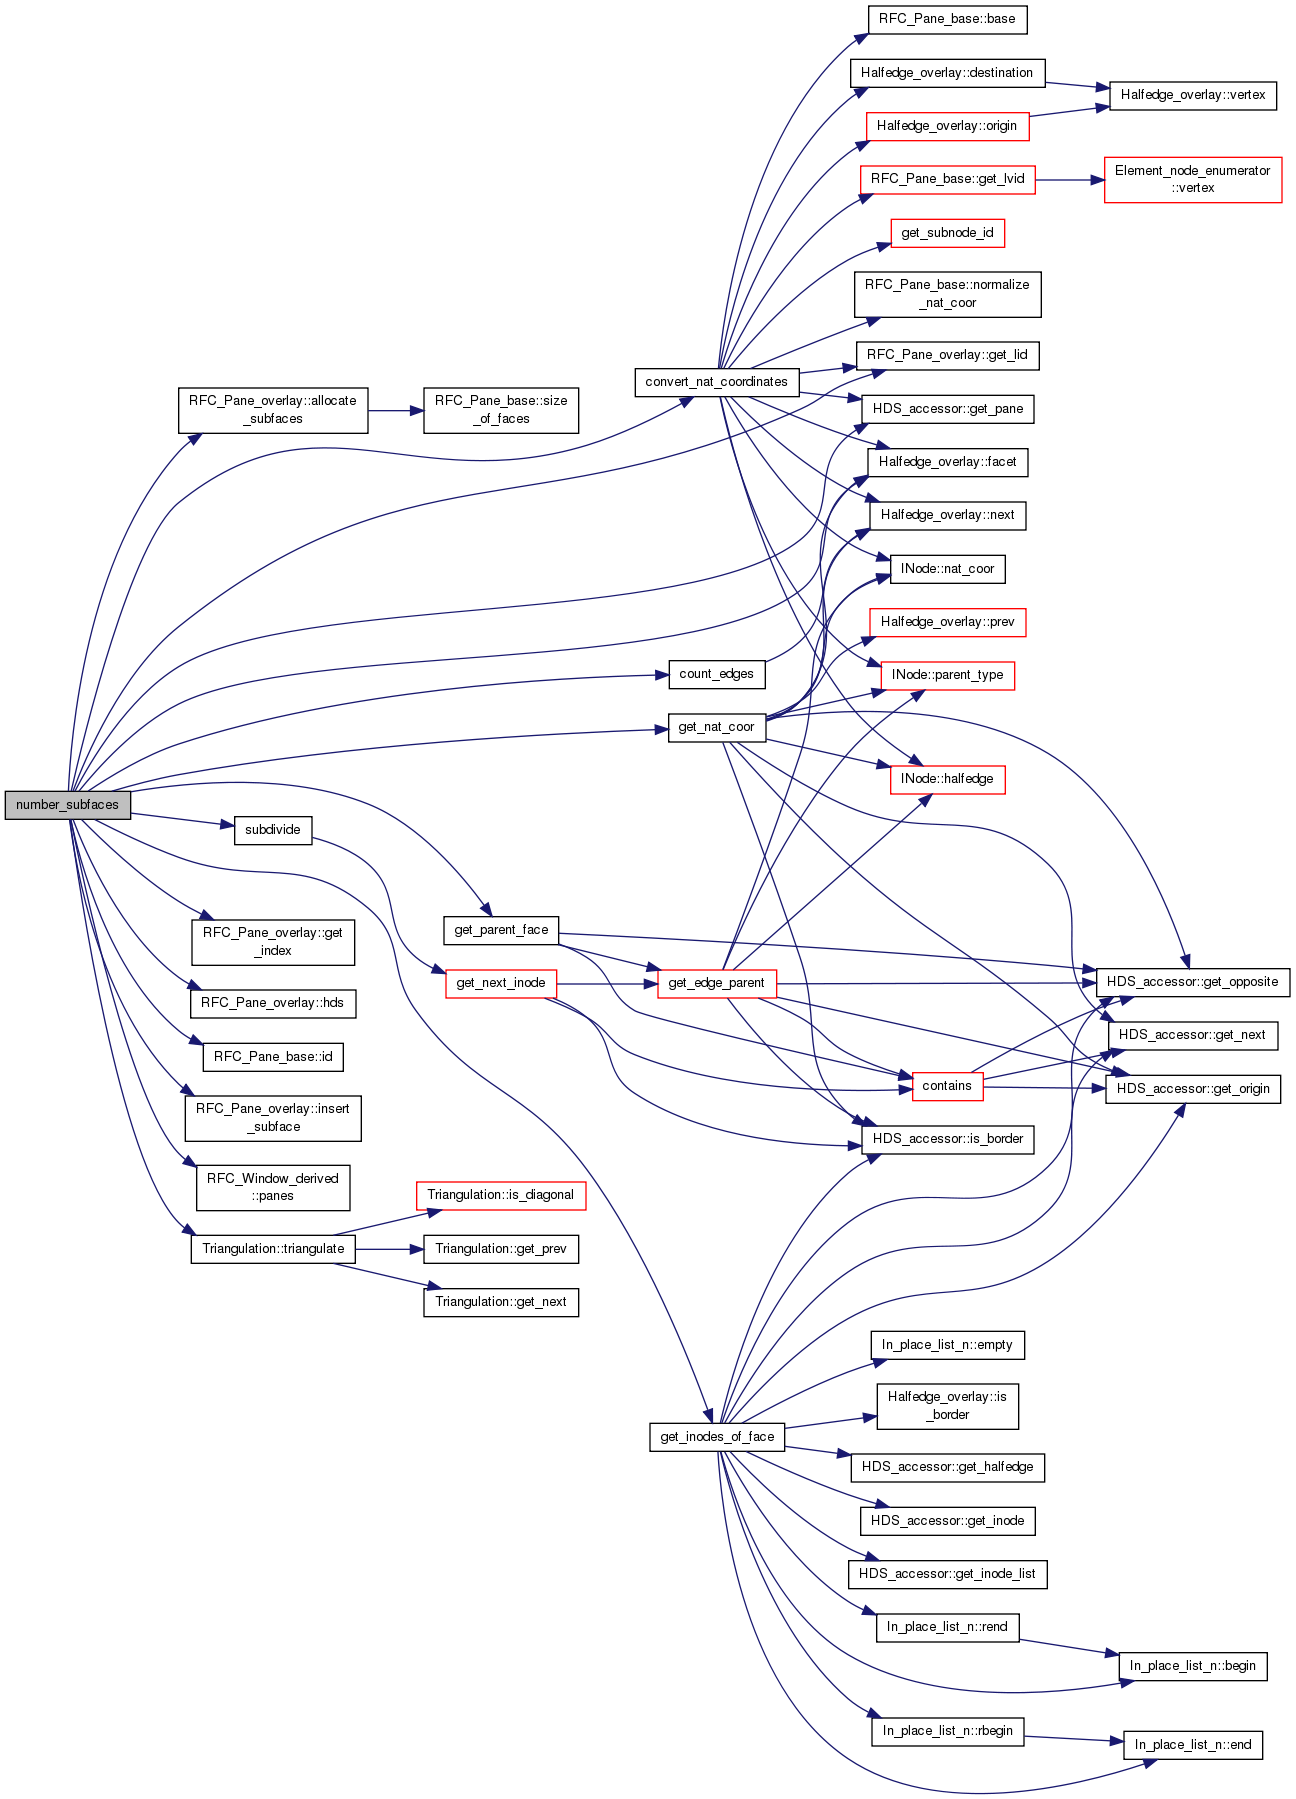 RFC_Pane_base::base
Halfedge_overlay::destination
Halfedge_overlay::vertex
Halfedge_overlay::origin
RFC_Pane_base::get_lvid
Element_node_enumerator
::vertex
get_subnode_id
RFC_Pane_base::normalize
_nat_coor
RFC_Pane_overlay::get_lid
convert_nat_coordinates
RFC_Pane_overlay::allocate
_subfaces
RFC_Pane_base::size
_of_faces
HDS_accessor::get_pane
Halfedge_overlay::facet
Halfedge_overlay::next
INode::nat_coor
Halfedge_overlay::prev
count_edges
INode::parent_type
get_nat_coor
INode::halfedge
number_subfaces
subdivide
get_parent_face
RFC_Pane_overlay::get
_index
get_next_inode
get_edge_parent
HDS_accessor::get_opposite
RFC_Pane_overlay::hds
HDS_accessor::get_next
RFC_Pane_base::id
contains
HDS_accessor::get_origin
RFC_Pane_overlay::insert
_subface
HDS_accessor::is_border
RFC_Window_derived
::panes
Triangulation::is_diagonal
Triangulation::triangulate
Triangulation::get_prev
Triangulation::get_next
In_place_list_n::empty
Halfedge_overlay::is
_border
get_inodes_of_face
HDS_accessor::get_halfedge
HDS_accessor::get_inode
HDS_accessor::get_inode_list
In_place_list_n::rend
In_place_list_n::begin
In_place_list_n::rbegin
In_place_list_n::end